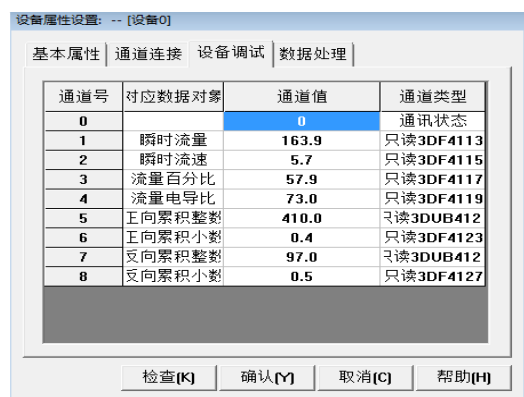 设备属性设置: -- [设备0]
基本属性 通道连接 设备调试 数据处理
通道号 对应数据对象 通道值 通道类型
0 0 通讯状态
1 瞬时流量 163.9 只读3DF4113
2 瞬时流速 5.7 只读3DF4115
3 流量百分比 57.9 只读3DF4117
4 流量电导比 73.0 只读3DF4119
5 正向累积整数 410.0 只读3DUB412
6 正向累积小数 0.4 只读3DF4123
7 反向累积整数 97.0 只读3DUB412
8 反向累积小数 0.5 只读3DF4127
检查(K) 确认(Y) 取消(C) 帮助(H)